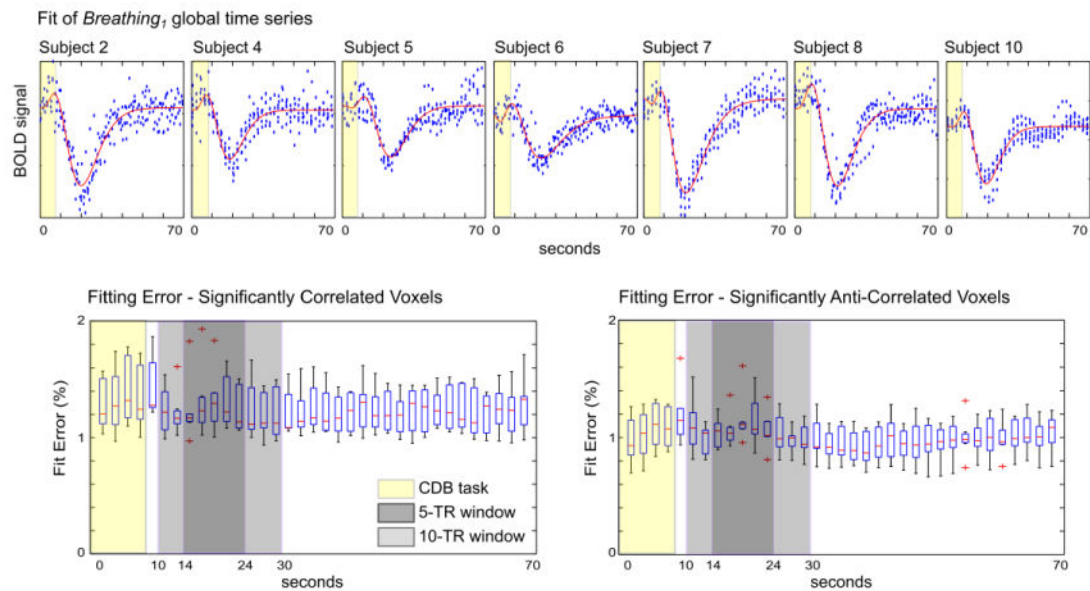 Fit of Breathing₁ global time series
Subject 2 Subject 4 Subject 5 Subject 6 Subject 7 Subject 8 Subject 10
BOLD signal
0 70 0 70 0 70 0 70 0 70 0 70 0 70
seconds
Fitting Error - Significantly Correlated Voxels
2
1
0
Fit Error (%)
CDB task
5-TR window
10-TR window
0 10 14 24 30 70
seconds
Fitting Error - Significantly Anti-Correlated Voxels
2
1
0
Fit Error (%)
0 10 14 24 30 70
seconds